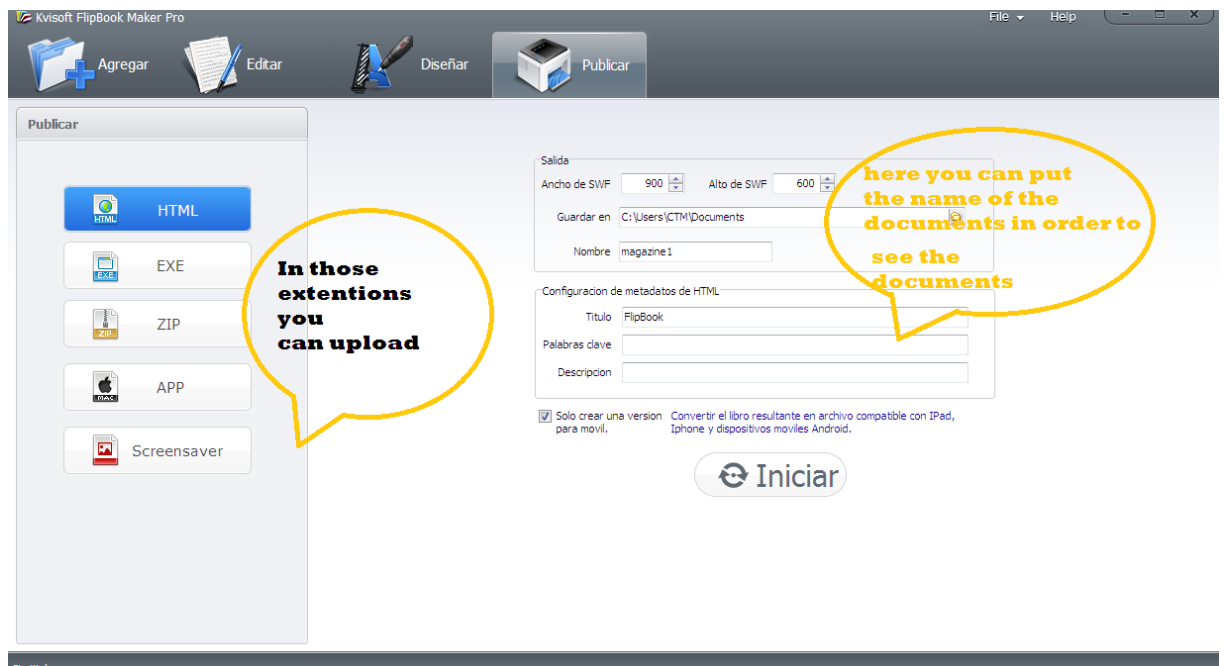 Kvisoft FlipBook Maker Pro
File Help
Agregar Editar Diseñar Publicar
Publicar
HTML HTML
EXE EXE
ZIP ZIP
MAC APP
Screensaver
In those
extentions
you
can upload
Salida
Ancho de SWF 900 Alto de SWF 600
Guardar en C:\Users\CTM\Documents
Nombre magazine1
here you can put
the name of the
documents in order to
see the
documents
Configuracion de metadatos de HTML
Titulo FlipBook
Palabras clave
Descripcion
Solo crear una version Convertir el libro resultante en archivo compatible con IPad,
para movil. Iphone y dispositivos moviles Android.
Iniciar